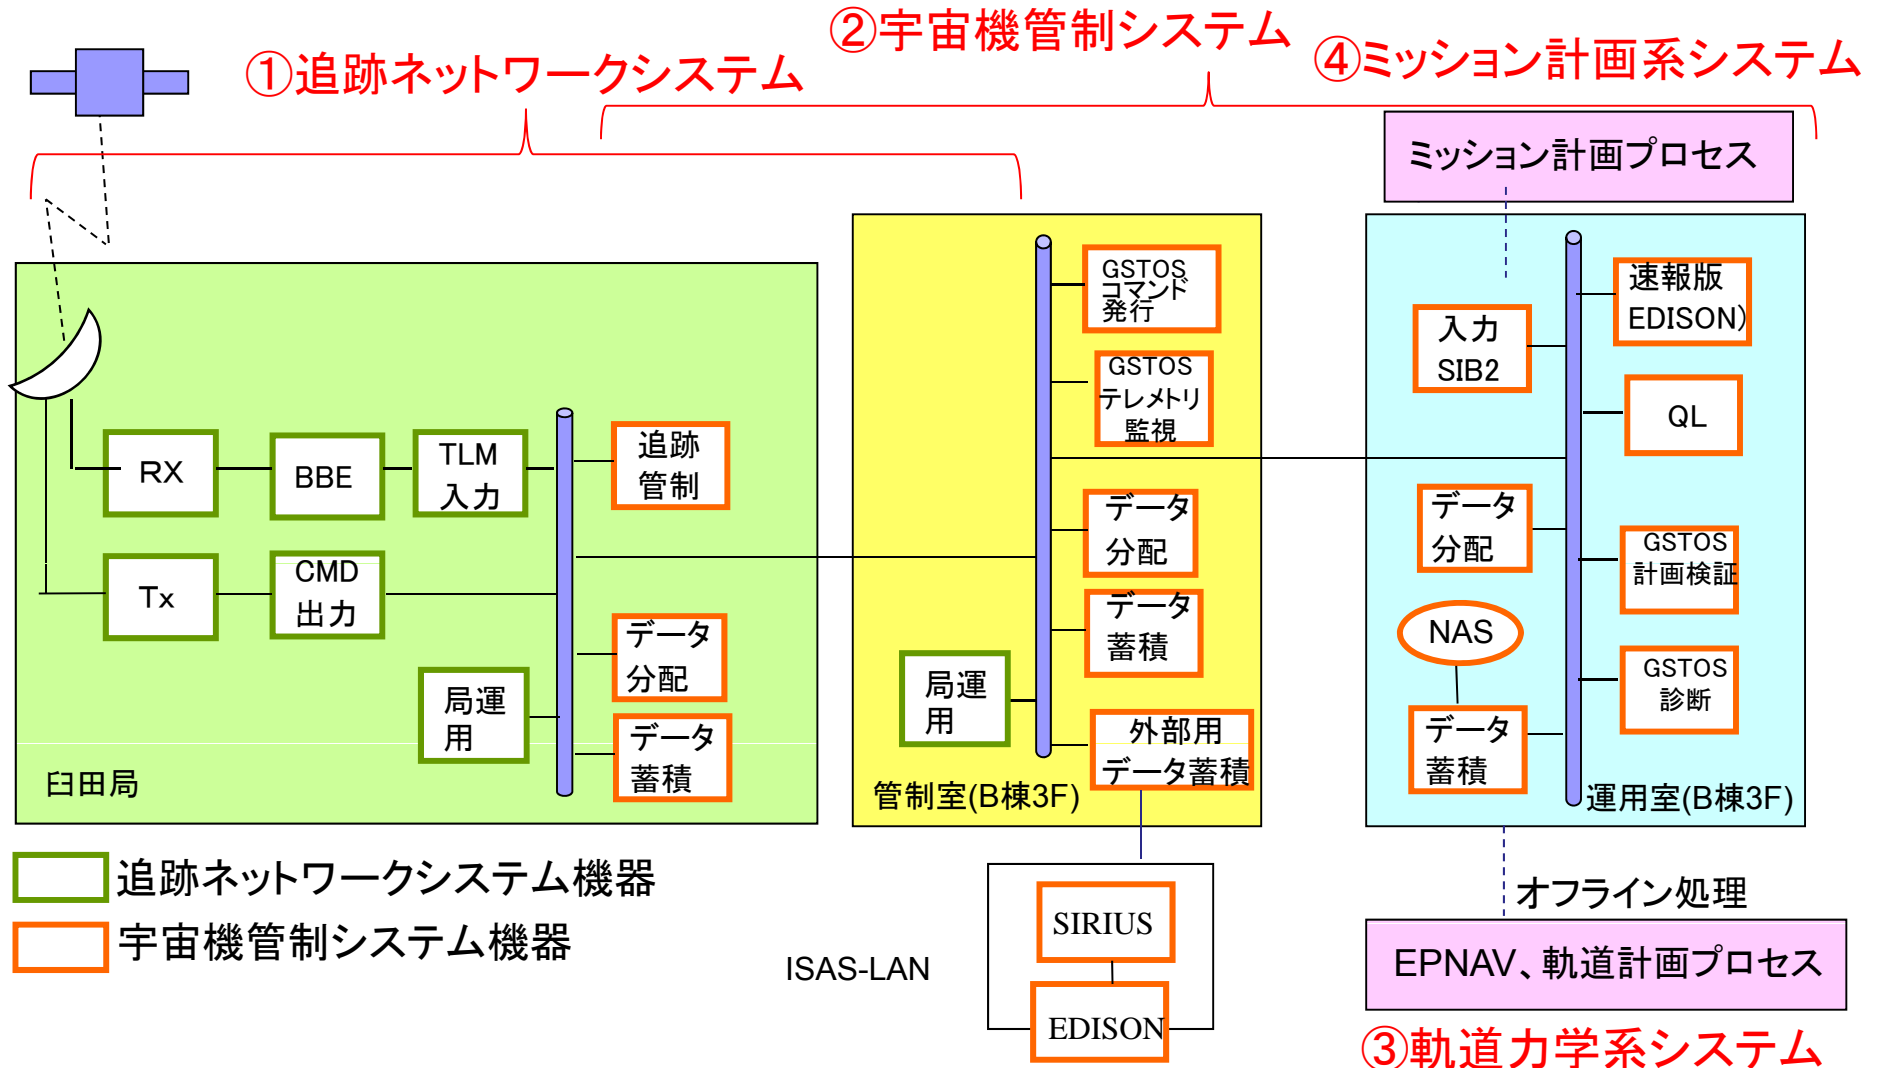 ①追跡ネットワークシステム
②宇宙機管制システム
④ミッション計画系システム
ミッション計画プロセス
RX
BBE
TLM
入力
追跡
管制
Tx
CMD
出力
データ
分配
局運
用
データ
蓄積
臼田局
GSTOS
コマンド
発行
GSTOS
テレメトリ
監視
データ
分配
データ
蓄積
局運
用
外部用
データ蓄積
管制室(B棟3F)
速報版
EDISON)
入力
SIB2
QL
データ
分配
GSTOS
計画検証
NAS
GSTOS
診断
データ
蓄積
運用室(B棟3F)
追跡ネットワークシステム機器
宇宙機管制システム機器
ISAS-LAN
SIRIUS
EDISON
オフライン処理
EPNAV、軌道計画プロセス
③軌道力学系システム